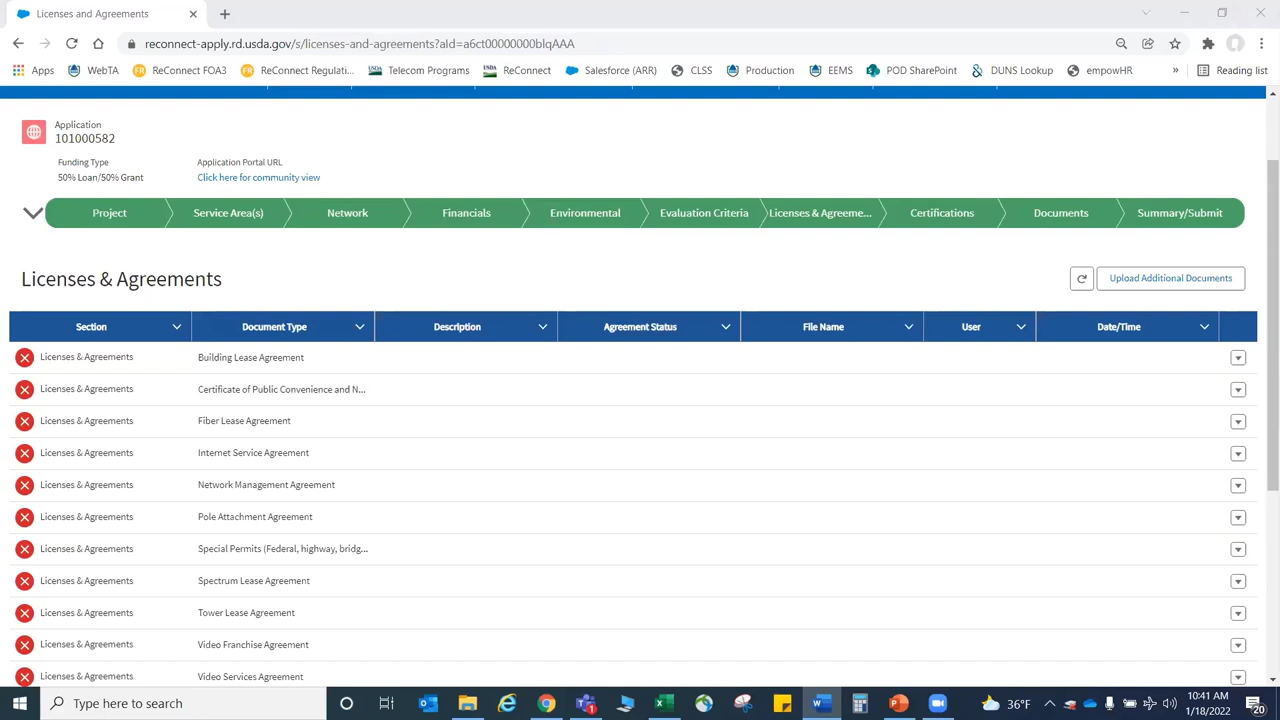 Licenses and Agreements
reconnect-apply.rd.usda.gov/s/licenses-and-agreements?aId=a6ct00000000blqAAA
Apps WebTA ReConnect FOA3 ReConnect Regulati... Telecom Programs ReConnect Salesforce (ARR) CLSS Production EEMS POD SharePoint DUNS Lookup empowHR » Reading list
Application
101000582
Funding Type Application Portal URL
50% Loan/50% Grant Click here for community view
Project Service Area(s) Network Financials Environmental Evaluation Criteria Licenses & Agreeme... Certifications Documents Summary/Submit
Licenses & Agreements Upload Additional Documents
Section Document Type Description Agreement Status File Name User Date/Time
Licenses & Agreements Building Lease Agreement
Licenses & Agreements Certificate of Public Convenience and N...
Licenses & Agreements Fiber Lease Agreement
Licenses & Agreements Internet Service Agreement
Licenses & Agreements Network Management Agreement
Licenses & Agreements Pole Attachment Agreement
Licenses & Agreements Special Permits (Federal, highway, bridg...
Licenses & Agreements Spectrum Lease Agreement
Licenses & Agreements Tower Lease Agreement
Licenses & Agreements Video Franchise Agreement
Licenses & Agreements Video Services Agreement
Type here to search 36°F 10:41 AM
1/18/2022 20